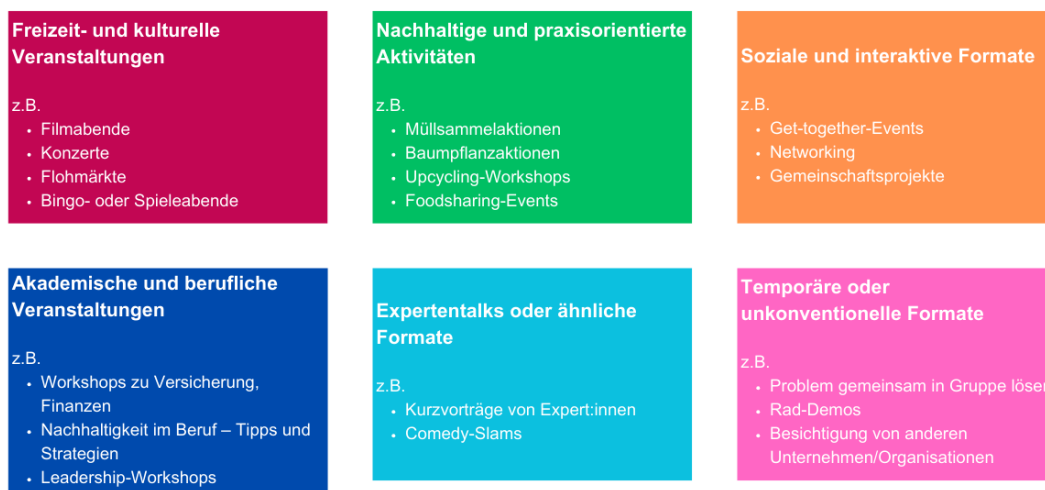 Freizeit- und kulturelle
Veranstaltungen
z.B.
• Filmabende
• Konzerte
• Flohmärkte
• Bingo- oder Spieleabende
Nachhaltige und praxisorientierte
Aktivitäten
z.B.
• Müllsammelaktionen
• Baumpflanzaktionen
• Upcycling-Workshops
• Foodsharing-Events
Soziale und interaktive Formate
z.B.
• Get-together-Events
• Networking
• Gemeinschaftsprojekte
Akademische und berufliche
Veranstaltungen
z.B.
• Workshops zu Versicherung,
Finanzen
• Nachhaltigkeit im Beruf – Tipps und
Strategien
• Leadership-Workshops
Expertentalks oder ähnliche
Formate
z.B.
• Kurzvorträge von Expert:innen
• Comedy-Slams
Temporäre oder
unkonventionelle Formate
z.B.
• Problem gemeinsam in Gruppe löser
• Rad-Demos
• Besichtigung von anderen
Unternehmen/Organisationen